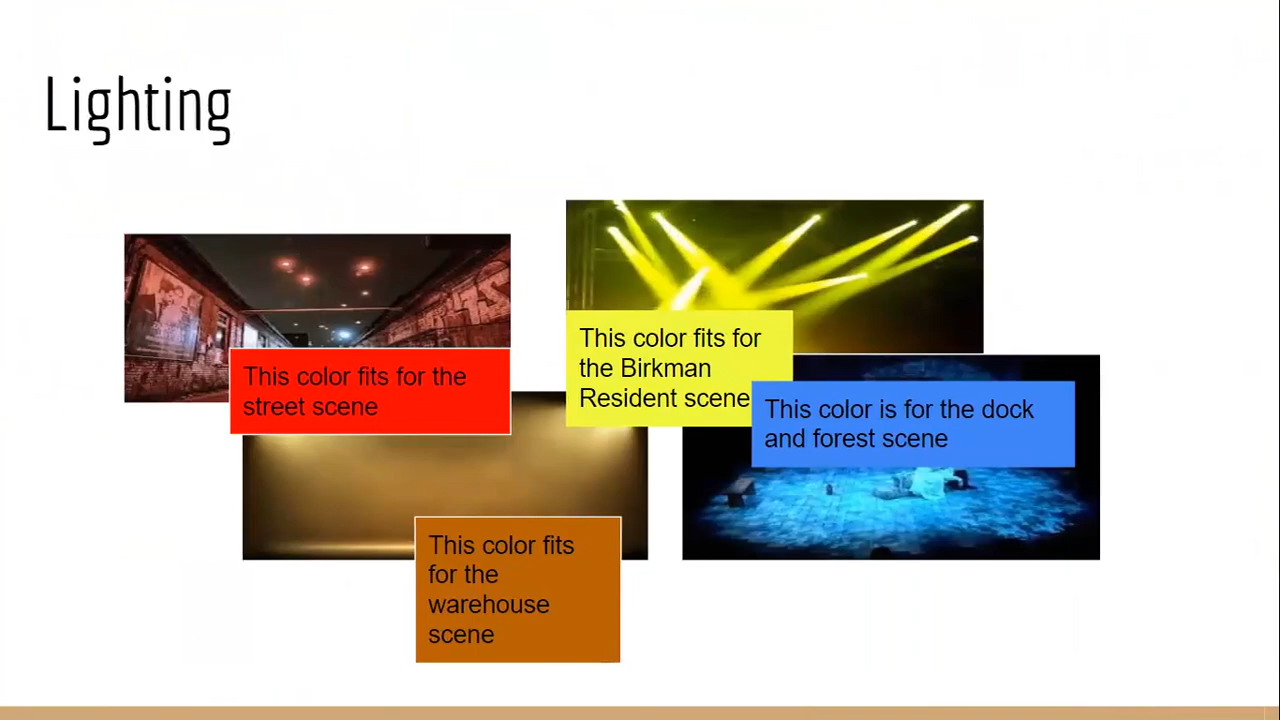 Lighting
This color fits for the
street scene
This color fits for
the Birkman
Resident scene
This color is for the dock
and forest scene
This color fits
for the
warehouse
scene